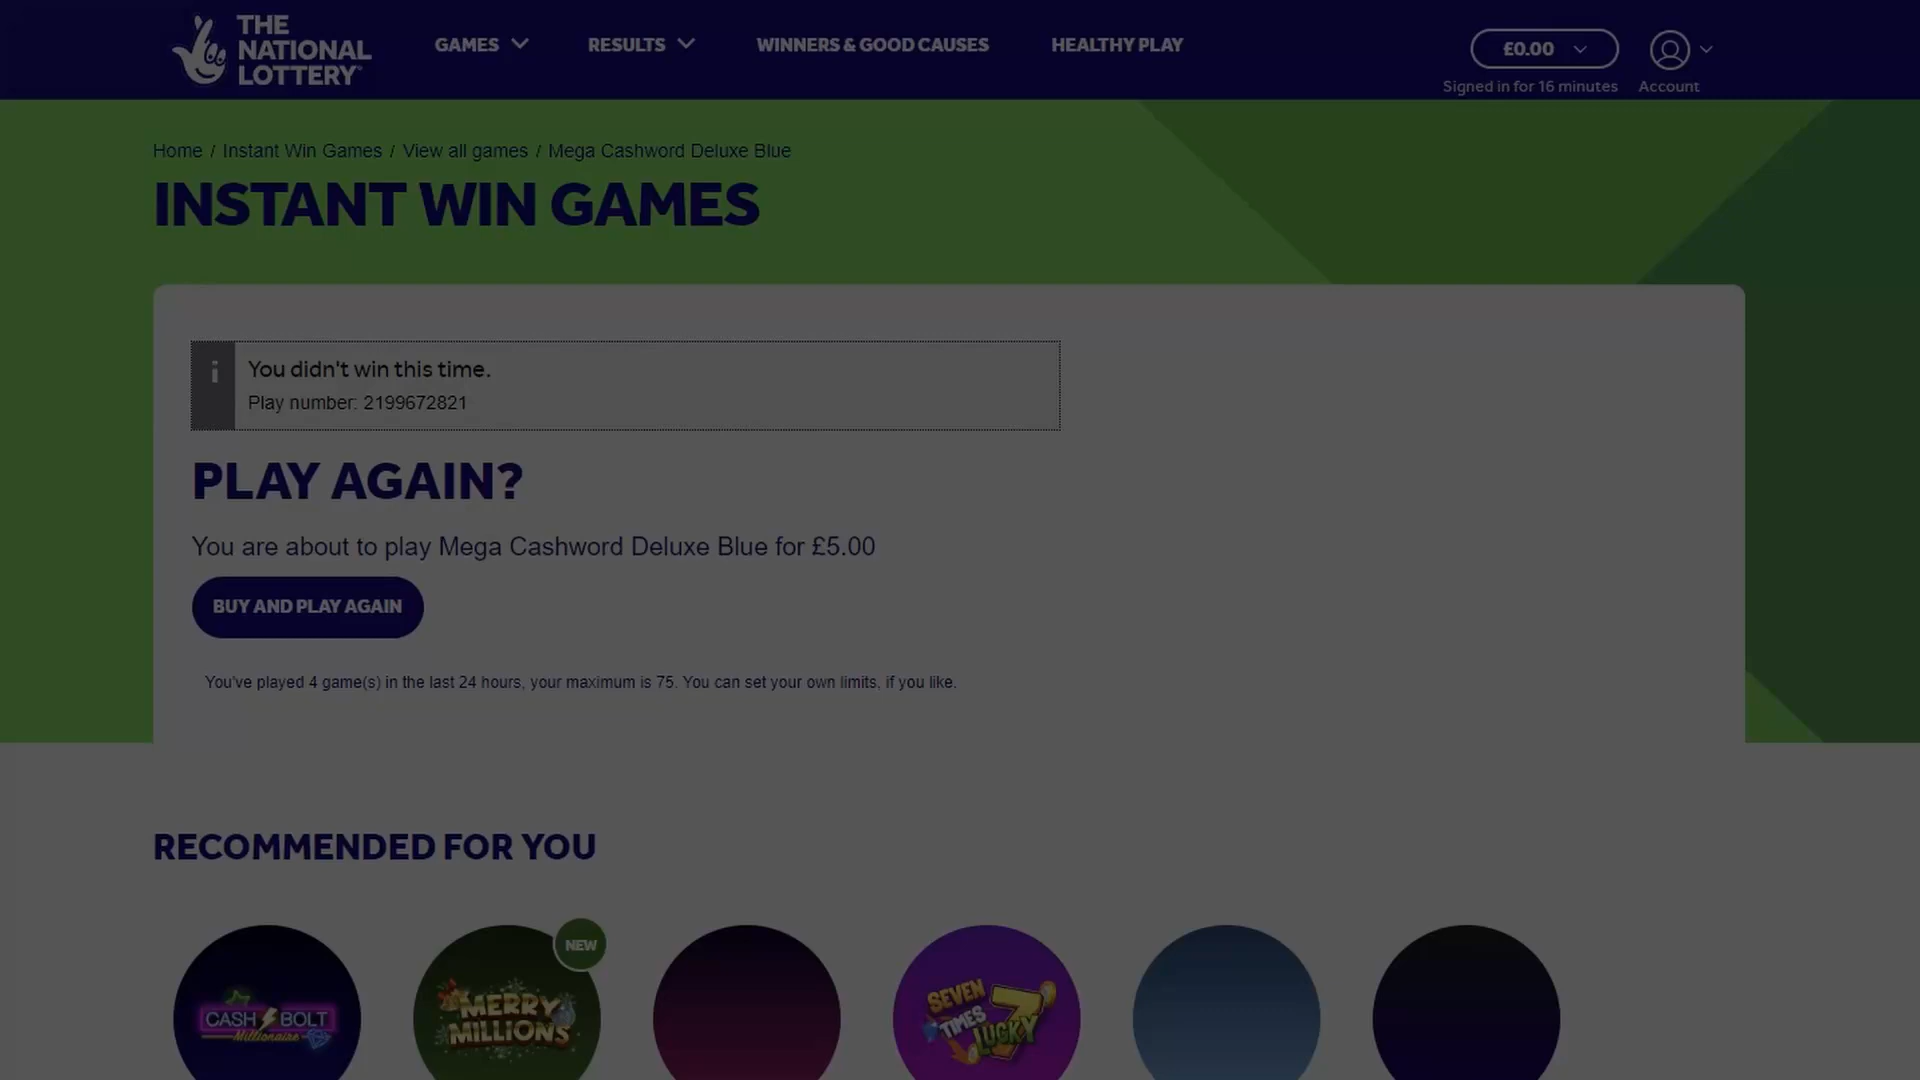 THE
NATIONAL
LOTTERY
GAMES
RESULTS
WINNERS & GOOD CAUSES
HEALTHY PLAY
£0.00
Signed in for 16 minutes
Account
Home / Instant Win Games / View all games / Mega Cashword Deluxe Blue
INSTANT WIN GAMES
i
You didn't win this time.
Play number: 2199672821
PLAY AGAIN?
You are about to play Mega Cashword Deluxe Blue for £5.00
BUY AND PLAY AGAIN
You've played 4 game(s) in the last 24 hours, your maximum is 75. You can set your own limits, if you like.
RECOMMENDED FOR YOU
CASH BOLT
Millionaire
NEW
MERRY
MILLIONS
SEVEN
TIMES
LUCKY
7